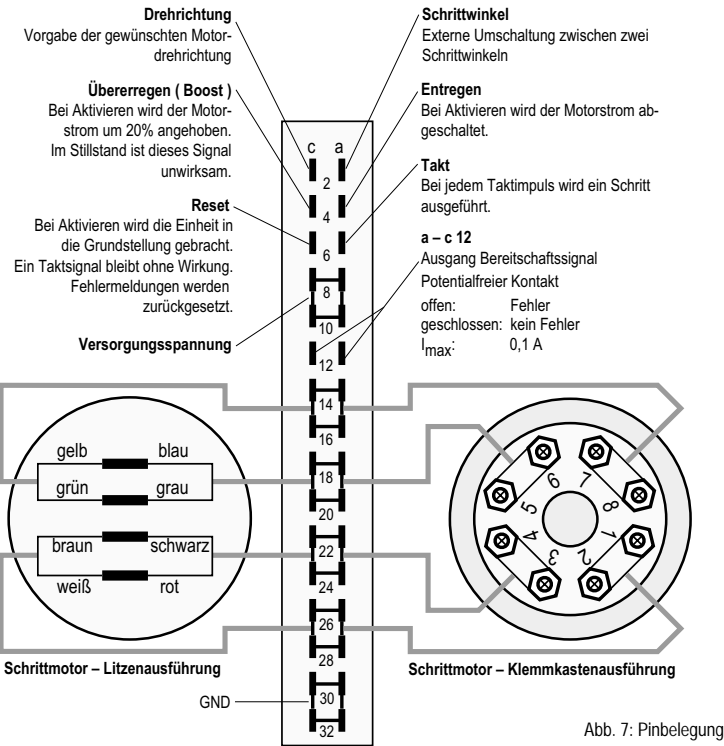 Drehrichtung
Vorgabe der gewünschten Motor-
drehrichtung
Übererregen ( Boost )
Bei Aktivieren wird der Motor-
strom um 20% angehoben.
Im Stillstand ist dieses Signal
unwirksam.
Reset
Bei Aktivieren wird die Einheit in
die Grundstellung gebracht.
Ein Taktsignal bleibt ohne Wirkung.
Fehlermeldungen werden
zurückgesetzt.
Versorgungsspannung
Schrittwinkel
Externe Umschaltung zwischen zwei
Schrittwinkeln
Entregen
Bei Aktivieren wird der Motorstrom ab-
geschaltet.
Takt
Bei jedem Taktimpuls wird ein Schritt
ausgeführt.
a – c 12
Ausgang Bereitschaftssignal
Potentialfreier Kontakt
offen: Fehler
geschlossen: kein Fehler
Imax: 0,1 A
c a
2
4
6
8
10
12
14
16
18
20
22
24
26
28
30
32
gelb blau
grün grau
braun schwarz
weiß rot
Schrittmotor – Litzenausführung
6 7
5 8
4 1
3 2
Schrittmotor – Klemmkastenausführung
GND
Abb. 7: Pinbelegung